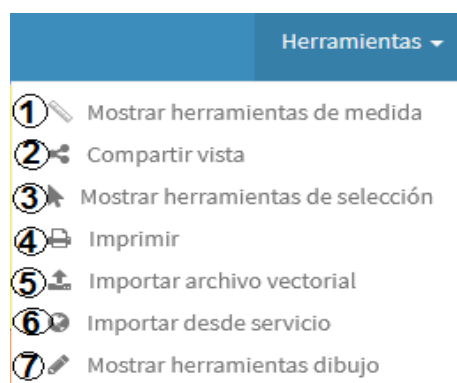 Herramientas
1 Mostrar herramientas de medida
2 Compartir vista
3 Mostrar herramientas de selección
4 Imprimir
5 Importar archivo vectorial
6 Importar desde servicio
7 Mostrar herramientas dibujo